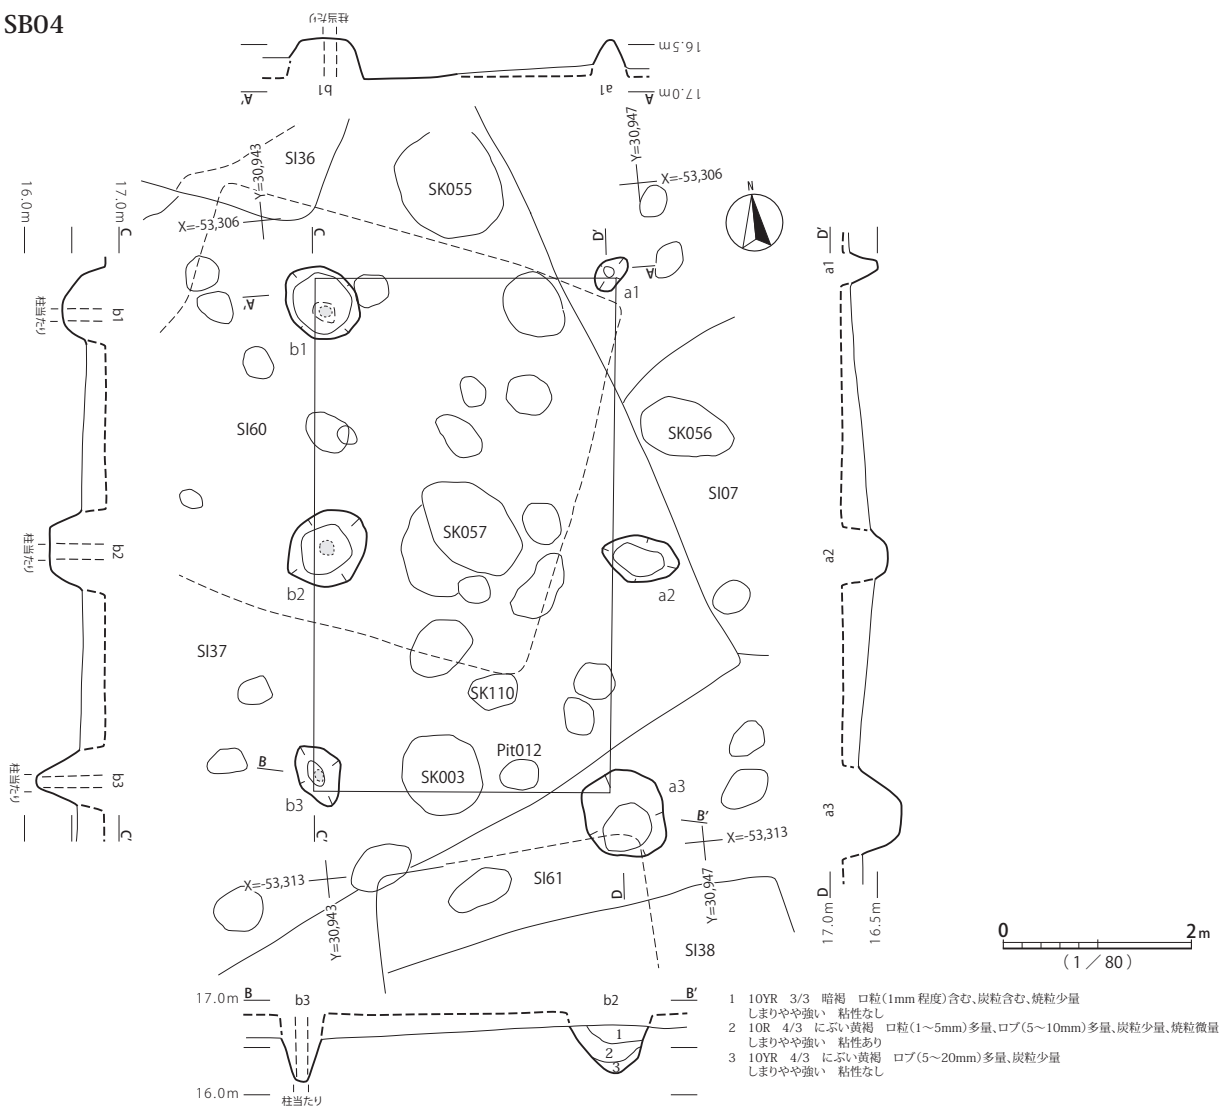 SB04
柱当たり
16.5m
17.0m
b1
a1
A'
A
Y=30,943
Y=30,947
X=-53,306
X=-53,306
SI36
SK055
N
16.0m
17.0m
C
C
D'
D'
A'
A
a1
a1
b1
b1
柱当たり
SI60
SK056
SI07
SK057
b2
b2
柱当たり
a2
a2
SI37
SK110
Pit012
SK003
B
b3
b3
柱当たり
a3
a3
B'
C'
C'
X=-53,313
X=-53,313
Y=30,943
Y=30,947
SI61
D
D
17.0m
16.5m
SI38
0 2m
(1/80)
17.0m B b3 b2 B'
1
2
3
16.0m
柱当たり
1 10YR 3/3 暗褐 ロ粒(1mm 程度)含む、炭粒含む、焼粒少量
しまりやや強い 粘性なし
2 10R 4/3 にぶい黄褐 ロ粒(1～5mm)多量、ロブ(5～10mm)多量、炭粒少量、焼粒微量
しまりやや強い 粘性あり
3 10YR 4/3 にぶい黄褐 ロブ(5～20mm)多量、炭粒少量
しまりやや強い 粘性なし